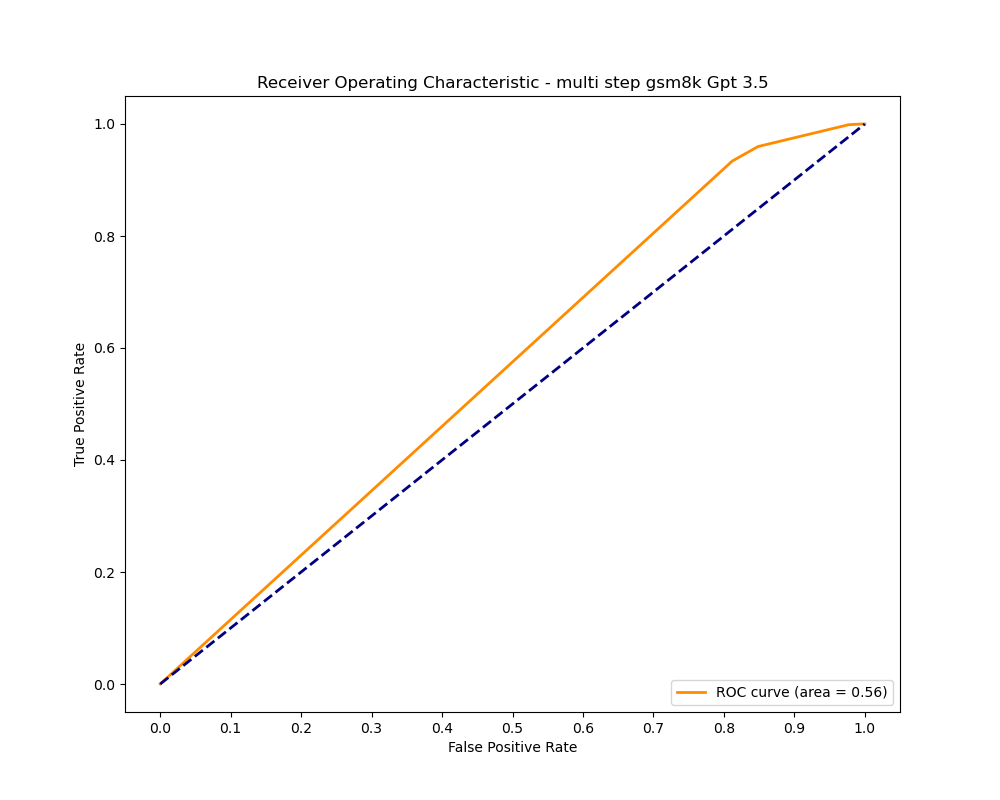 Receiver Operating Characteristic - multi step gsm8k Gpt 3.5
1.0
0.8
0.6
0.4
0.2
0.0
True Positive Rate
ROC curve (area = 0.56)
0.0 0.1 0.2 0.3 0.4 0.5 0.6 0.7 0.8 0.9 1.0
False Positive Rate